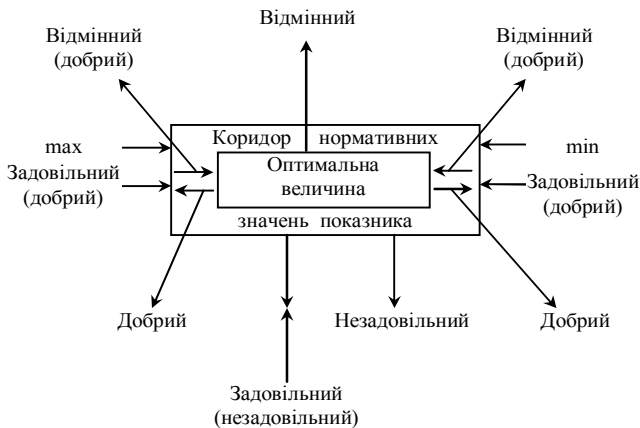 Відмінний
Відмінний
(добрий)
Відмінний
(добрий)
Коридор нормативних
max
min
Оптимальна
величина
Задовільний
(добрий)
Задовільний
(добрий)
значень показника
Добрий
Незадовільний
Добрий
Задовільний
(незадовільний)